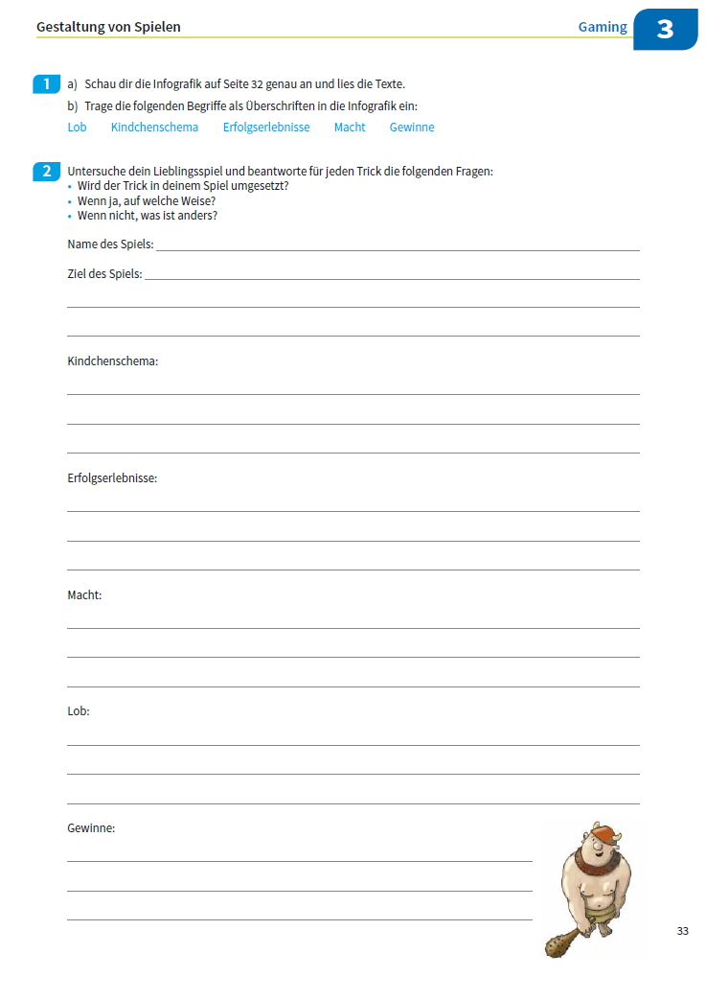 Gestaltung von Spielen
Gaming
3
1 a) Schau dir die Infografik auf Seite 32 genau an und lies die Texte.
b) Trage die folgenden Begriffe als Überschriften in die Infografik ein:
Lob Kindchenschema Erfolgserlebnisse Macht Gewinne
2 Untersuche dein Lieblingsspiel und beantworte für jeden Trick die folgenden Fragen:
• Wird der Trick in deinem Spiel umgesetzt?
• Wenn ja, auf welche Weise?
• Wenn nicht, was ist anders?
Name des Spiels:
Ziel des Spiels:
Kindchenschema:
Erfolgserlebnisse:
Macht:
Lob:
Gewinne:
33